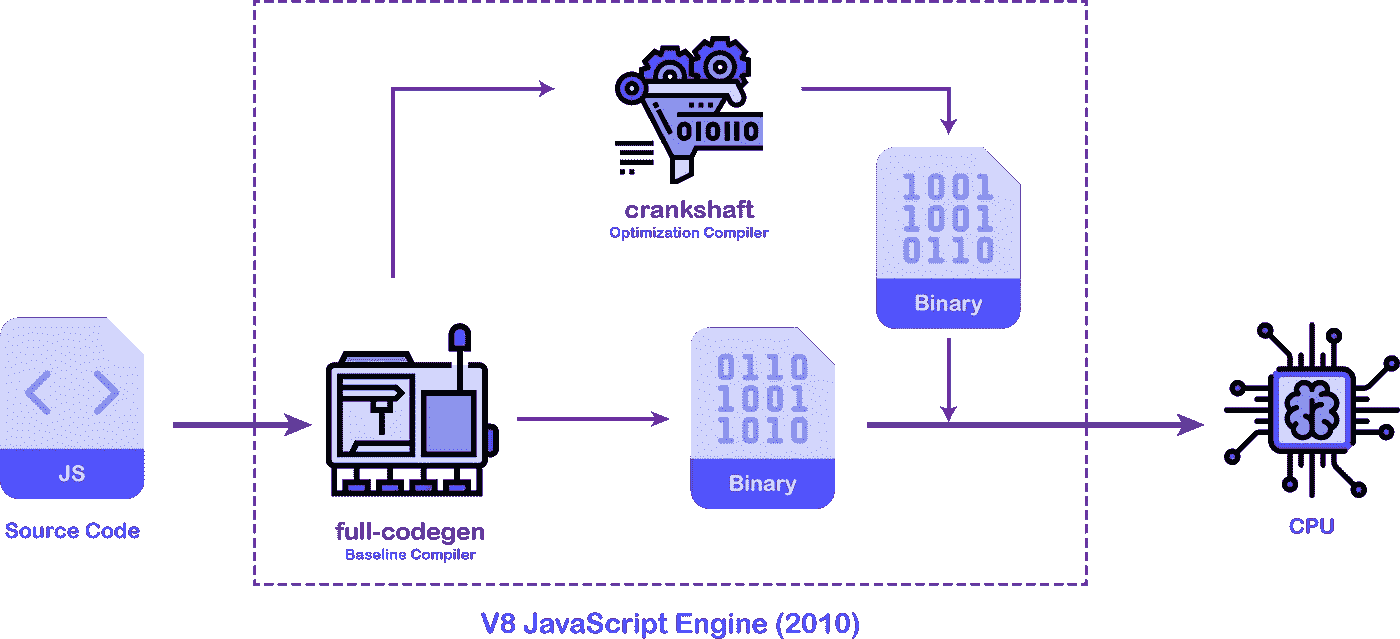 010110
crankshaft
Optimization Compiler
1001
1001
0110
Binary
< >
JS
Source Code
full-codegen
Baseline Compiler
0110
1001
1010
Binary
CPU
V8 JavaScript Engine (2010)